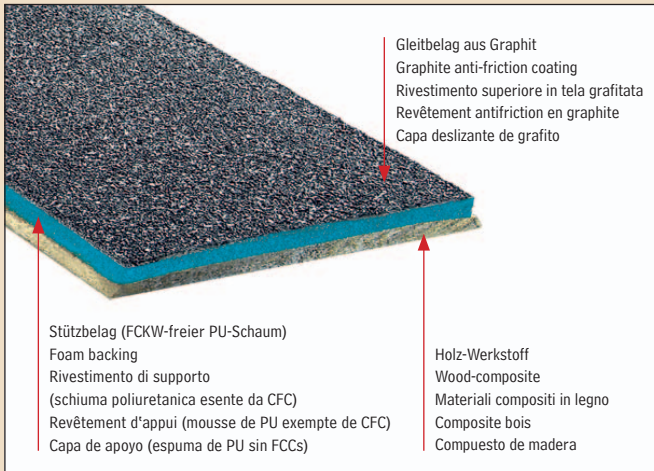 Gleitbelag aus Graphit
Graphite anti-friction coating
Rivestimento superiore in tela grafitata
Revêtement antifriction en graphite
Capa deslizante de grafito
Stützbelag (FCKW-freier PU-Schaum)
Foam backing
Rivestimento di supporto
(schiuma poliuretanica esente da CFC)
Revêtement d'appui (mousse de PU exempte de CFC)
Capa de apoyo (espuma de PU sin FCCs)
Holz-Werkstoff
Wood-composite
Materiali compositi in legno
Composite bois
Compuesto de madera